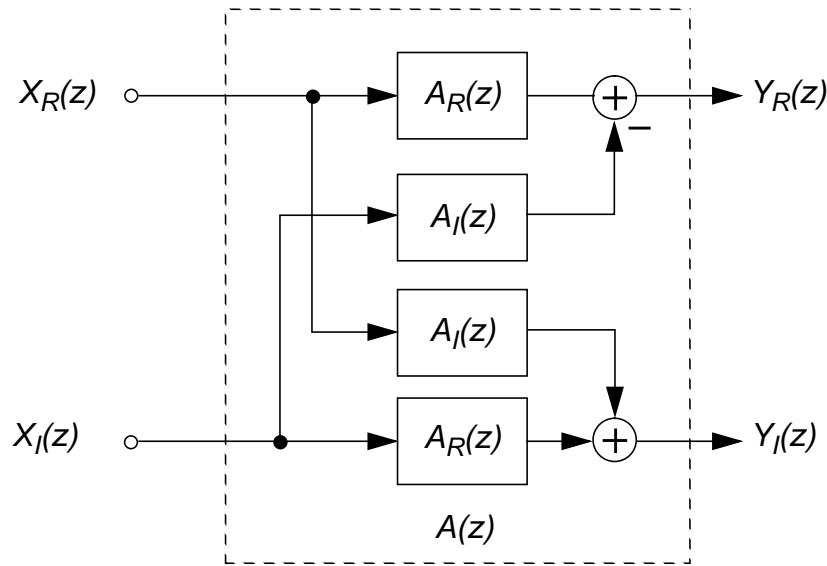 X_R(z)
A_R(z)
+
Y_R(z)
−
A_I(z)
A_I(z)
X_I(z)
A_R(z)
+
Y_I(z)
A(z)